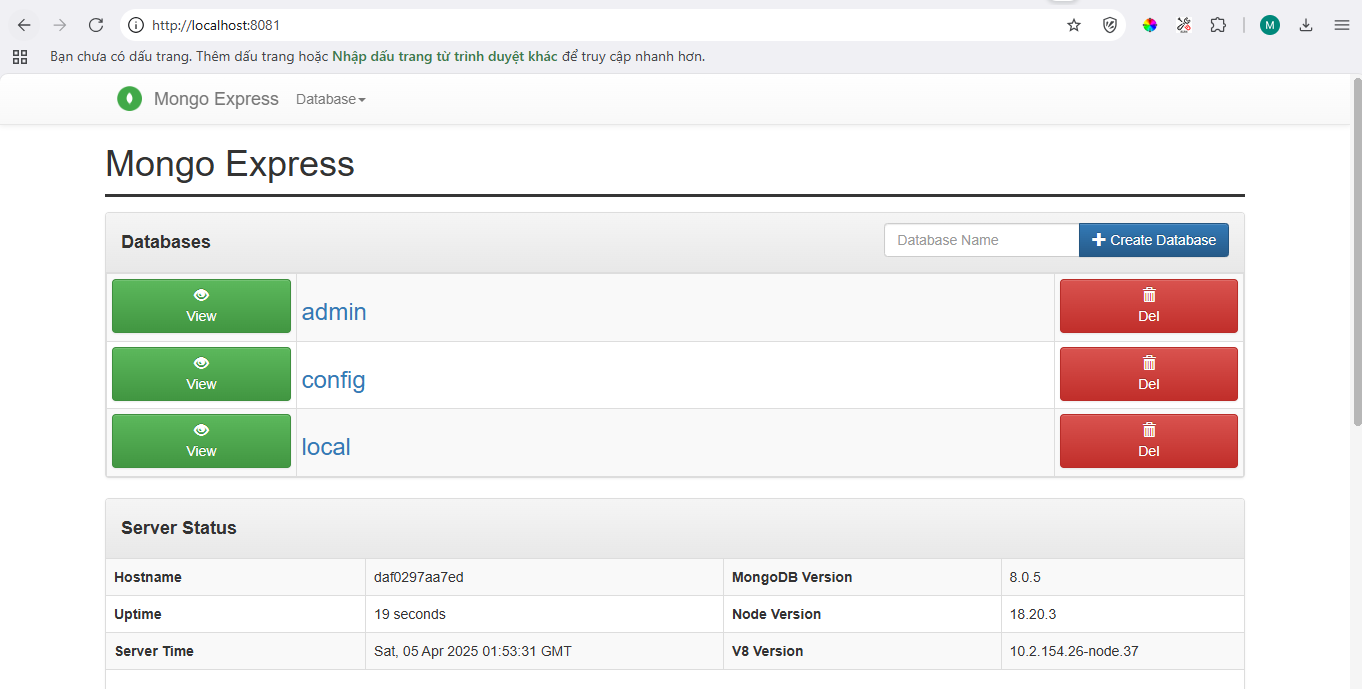 http://localhost:8081
M
Bạn chưa có dấu trang. Thêm dấu trang hoặc Nhập dấu trang từ trình duyệt khác để truy cập nhanh hơn.
Mongo Express Database
Mongo Express
Databases Database Name Create Database
View admin Del
View config Del
View local Del
Server Status
Hostname daf0297aa7ed MongoDB Version 8.0.5
Uptime 19 seconds Node Version 18.20.3
Server Time Sat, 05 Apr 2025 01:53:31 GMT V8 Version 10.2.154.26-node.37